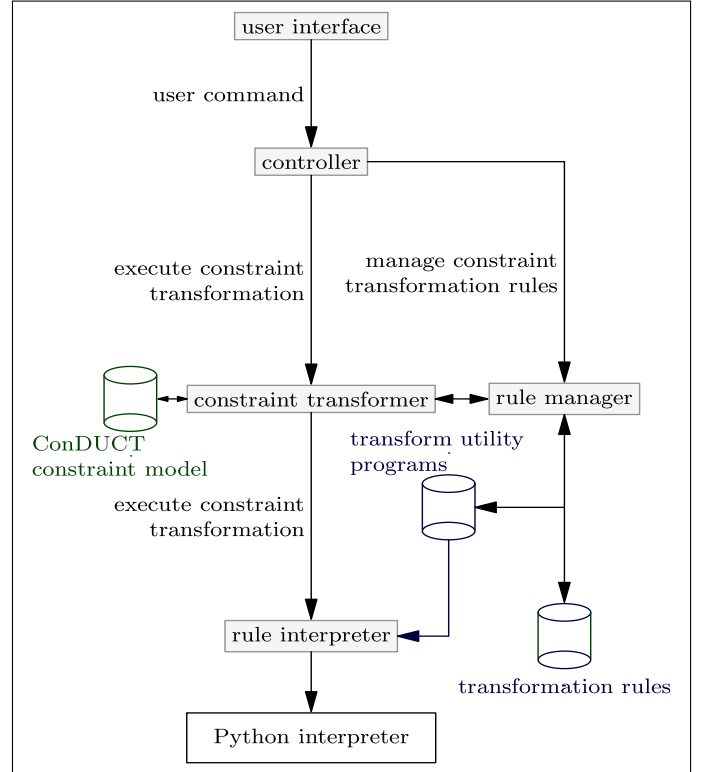 user interface
user command
controller
manage constraint
transformation rules
execute constraint
transformation
constraint transformer
rule manager
ConDUCT
constraint model
transform utility
programs
execute constraint
transformation
rule interpreter
transformation rules
Python interpreter